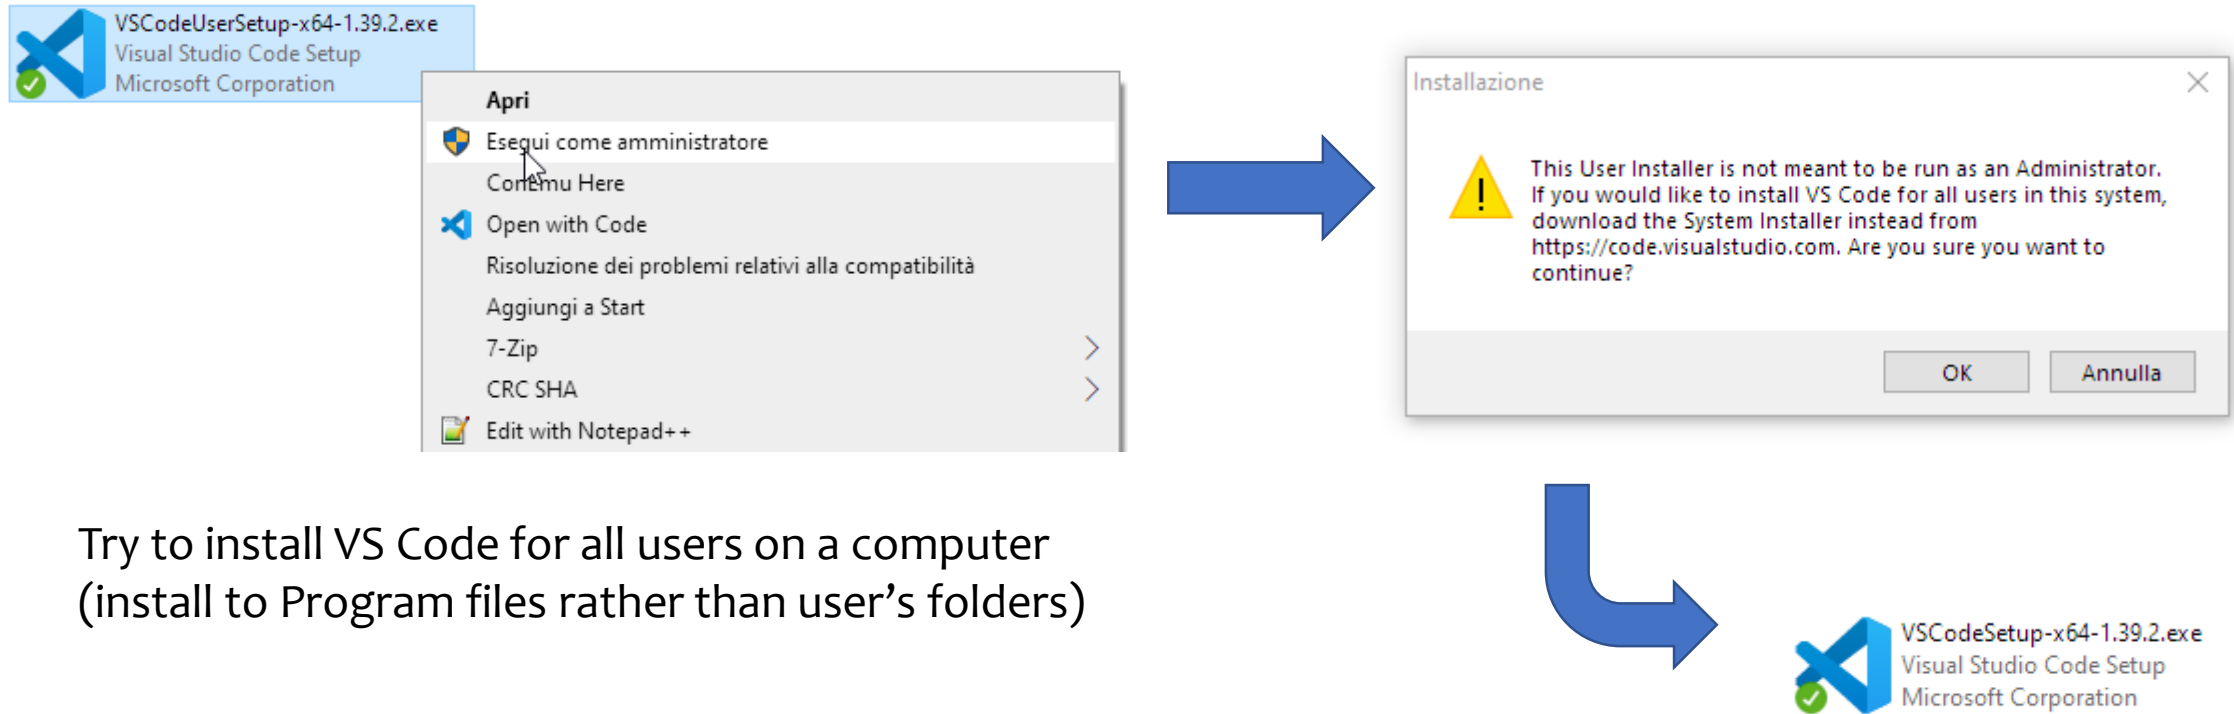 VSCodeUserSetup-x64-1.39.2.exe
Visual Studio Code Setup
Microsoft Corporation
Apri
Esegui come amministratore
ConEmu Here
Open with Code
Risoluzione dei problemi relativi alla compatibilità
Aggiungi a Start
7-Zip
CRC SHA
Edit with Notepad++
Installazione
This User Installer is not meant to be run as an Administrator.
If you would like to install VS Code for all users in this system,
download the System Installer instead from
https://code.visualstudio.com. Are you sure you want to
continue?
OK
Annulla
Try to install VS Code for all users on a computer
(install to Program files rather than user’s folders)
VSCodeSetup-x64-1.39.2.exe
Visual Studio Code Setup
Microsoft Corporation